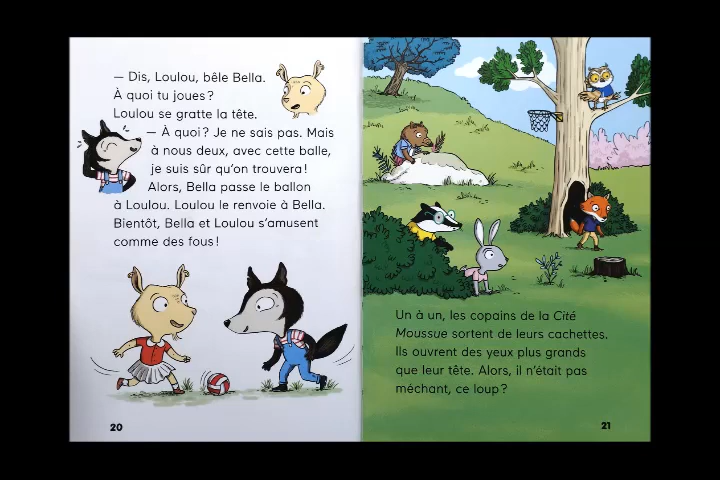 — Dis, Loulou, bêle Bella.
À quoi tu joues ?
Loulou se gratte la tête.
— À quoi ? Je ne sais pas. Mais
à nous deux, avec cette balle,
je suis sûr qu'on trouvera !
Alors, Bella passe le ballon
à Loulou. Loulou le renvoie à Bella.
Bientôt, Bella et Loulou s'amusent
comme des fous !
20
Un à un, les copains de la Cité
Moussue sortent de leurs cachettes.
Ils ouvrent des yeux plus grands
que leur tête. Alors, il n'était pas
méchant, ce loup ?
21